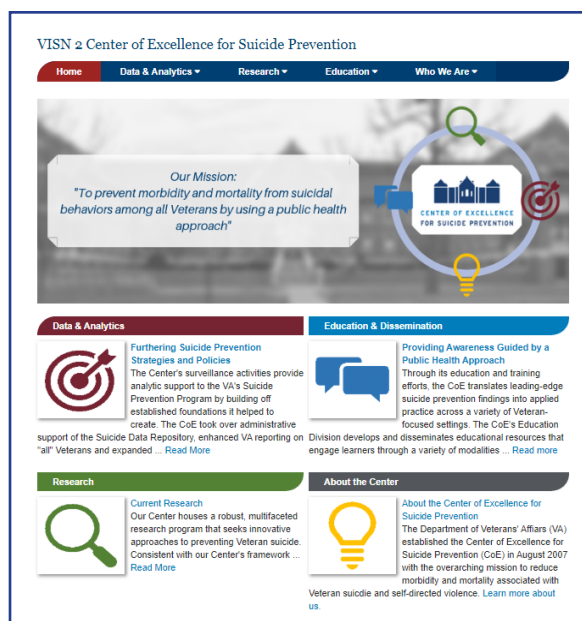 VISN 2 Center of Excellence for Suicide Prevention
Home Data & Analytics Research Education Who We Are
Our Mission:
"To prevent morbidity and mortality from suicidal
behaviors among all Veterans by using a public health
approach"
CENTER OF EXCELLENCE
FOR SUICIDE PREVENTION
Data & Analytics
Furthering Suicide Prevention
Strategies and Policies
The Center's surveillance activities provide
analytic support to the VA's Suicide
Prevention Program by building off
established foundations it helped to
create. The CoE took over administrative
support of the Suicide Data Repository, enhanced VA reporting on
"all" Veterans and expanded ... Read More
Education & Dissemination
Providing Awareness Guided by a
Public Health Approach
Through its education and training
efforts, the CoE translates leading-edge
suicide prevention findings into applied
practice across a variety of Veteran-
focused settings. The CoE's Education
Division develops and disseminates educational resources that
engage learners through a variety of modalities ... Read more
Research
Current Research
Our Center houses a robust, multifaceted
research program that seeks innovative
approaches to preventing Veteran suicide.
Consistent with our Center's framework ...
Read More
About the Center
About the Center of Excellence for
Suicide Prevention
The Department of Veterans' Affiars (VA)
established the Center of Excellence for
Suicide Prevention (CoE) in August 2007
with the overarching mission to reduce
morbidity and mortality associated with
Veteran suicdie and self-directed violence. Learn more about
us.